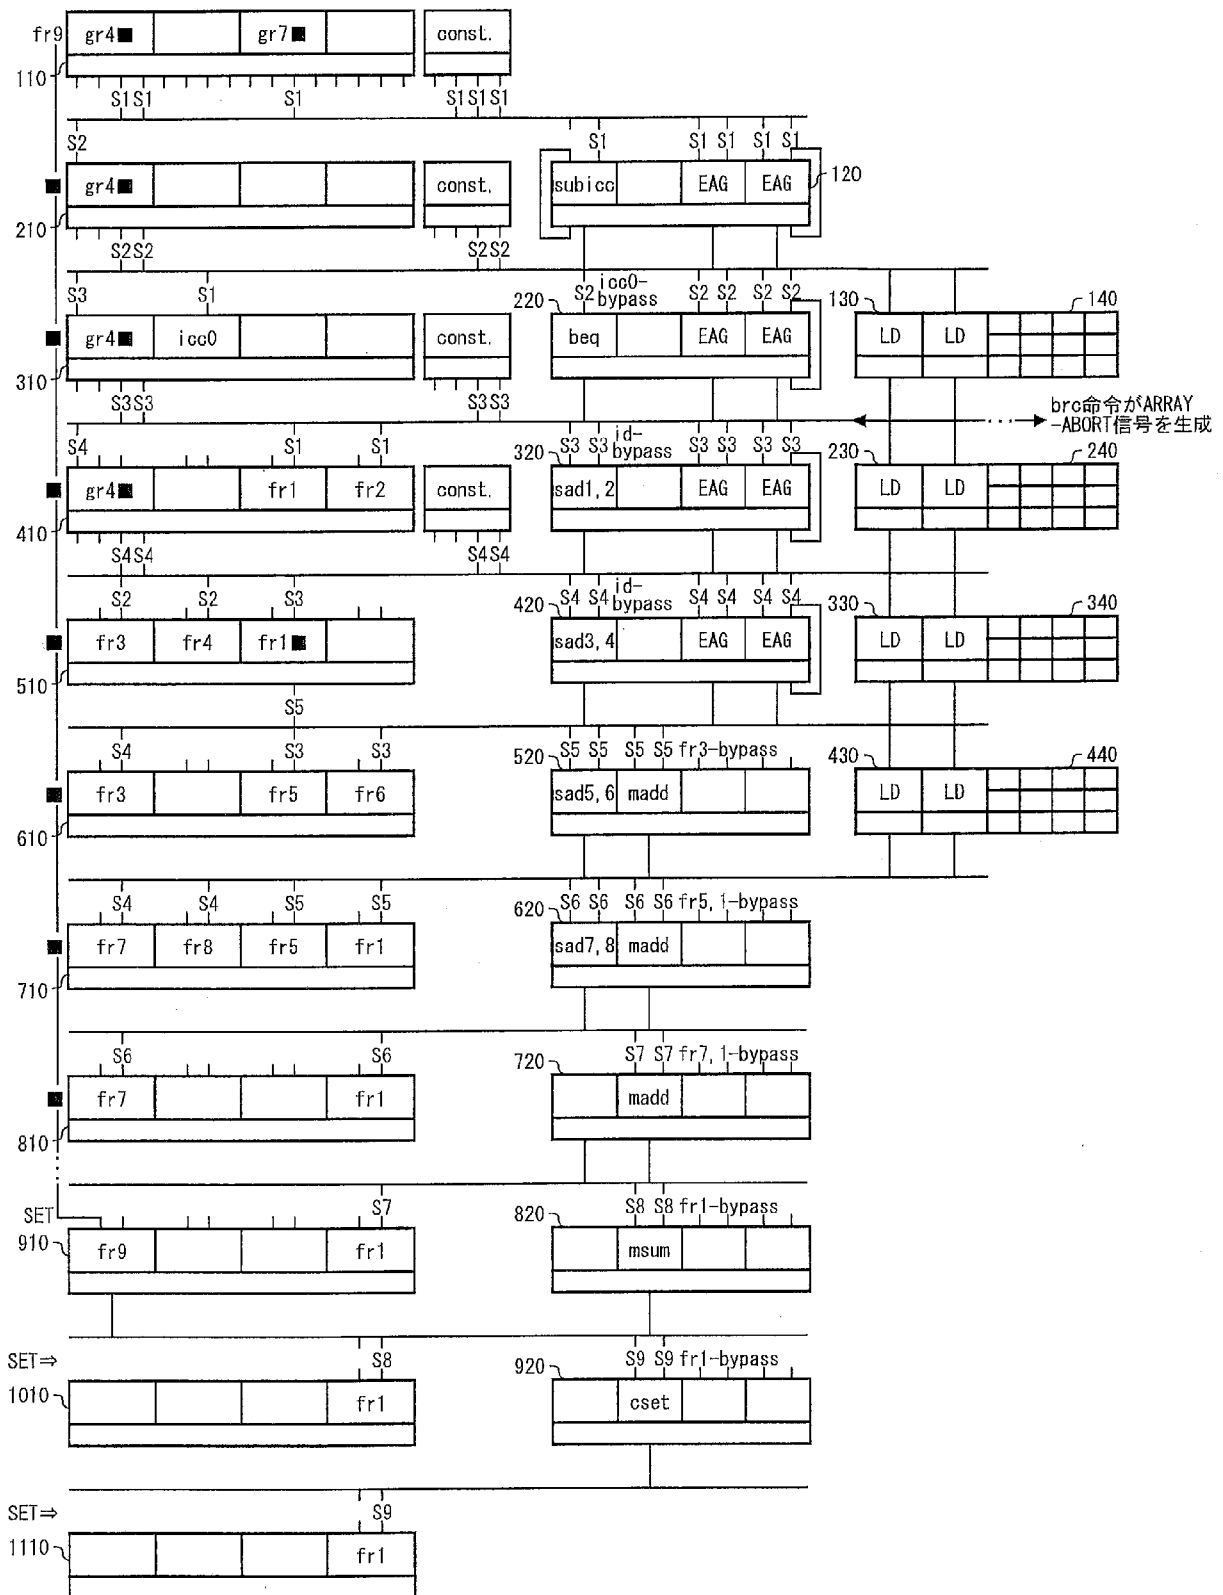 fr9 gr4■ gr7■ const.
110
S1 S1 S1 S1 S1 S1
S2 S1 S1 S1 S1 S1
■ gr4■ const. subicc EAG EAG 120
210
S2 S2 S2 S2
S3 S1 220 S2 icc0-bypass S2 S2 S2 S2 130 140
■ gr4■ icc0 const. beq EAG EAG LD LD
310
S3 S3 S3 S3
brc命令がARRAY
-ABORT信号を生成
S4 S1 S1 320 S3 S3 id-bypass S3 S3 S3 S3 230 240
■ gr4■ fr1 fr2 const. sad1,2 EAG EAG LD LD
410
S4 S4 S4 S4
S2 S2 S3 420 S4 S4 id-bypass S4 S4 S4 S4 330 340
■ fr3 fr4 fr1■ sad3,4 EAG EAG LD LD
510
S5
S4 S3 S3 520 S5 S5 S5 S5 fr3-bypass 430 440
■ fr3 fr5 fr6 sad5,6 madd LD LD
610
S4 S4 S5 S5 620 S6 S6 S6 S6 fr5,1-bypass
■ fr7 fr8 fr5 fr1 sad7,8 madd
710
S6 S6 720 S7 S7 fr7,1-bypass
■ fr7 fr1 madd
810
SET S7 820 S8 S8 fr1-bypass
910 fr9 fr1 msum
SET⇒ S8 920 S9 S9 fr1-bypass
1010 fr1 cset
SET⇒ S9
1110 fr1